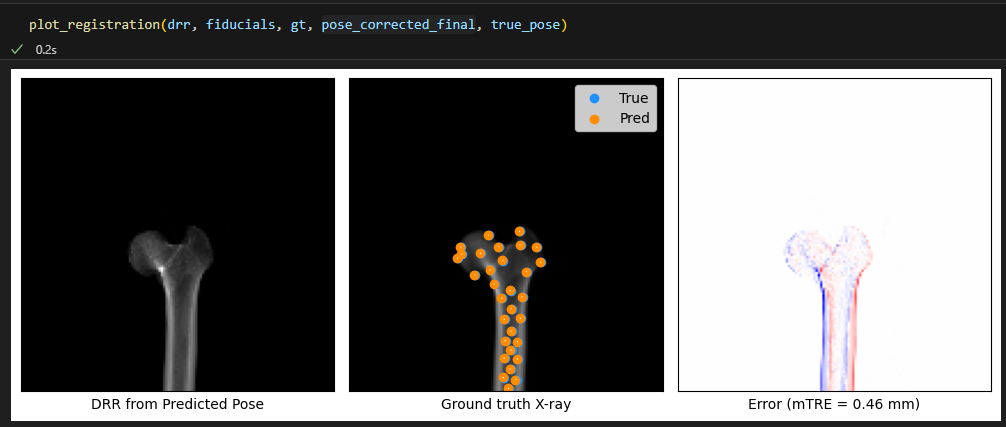 plot_registration(drr, fiducials, gt, pose_corrected_final, true_pose)
0.2s
True
Pred
DRR from Predicted Pose
Ground truth X-ray
Error (mTRE = 0.46 mm)